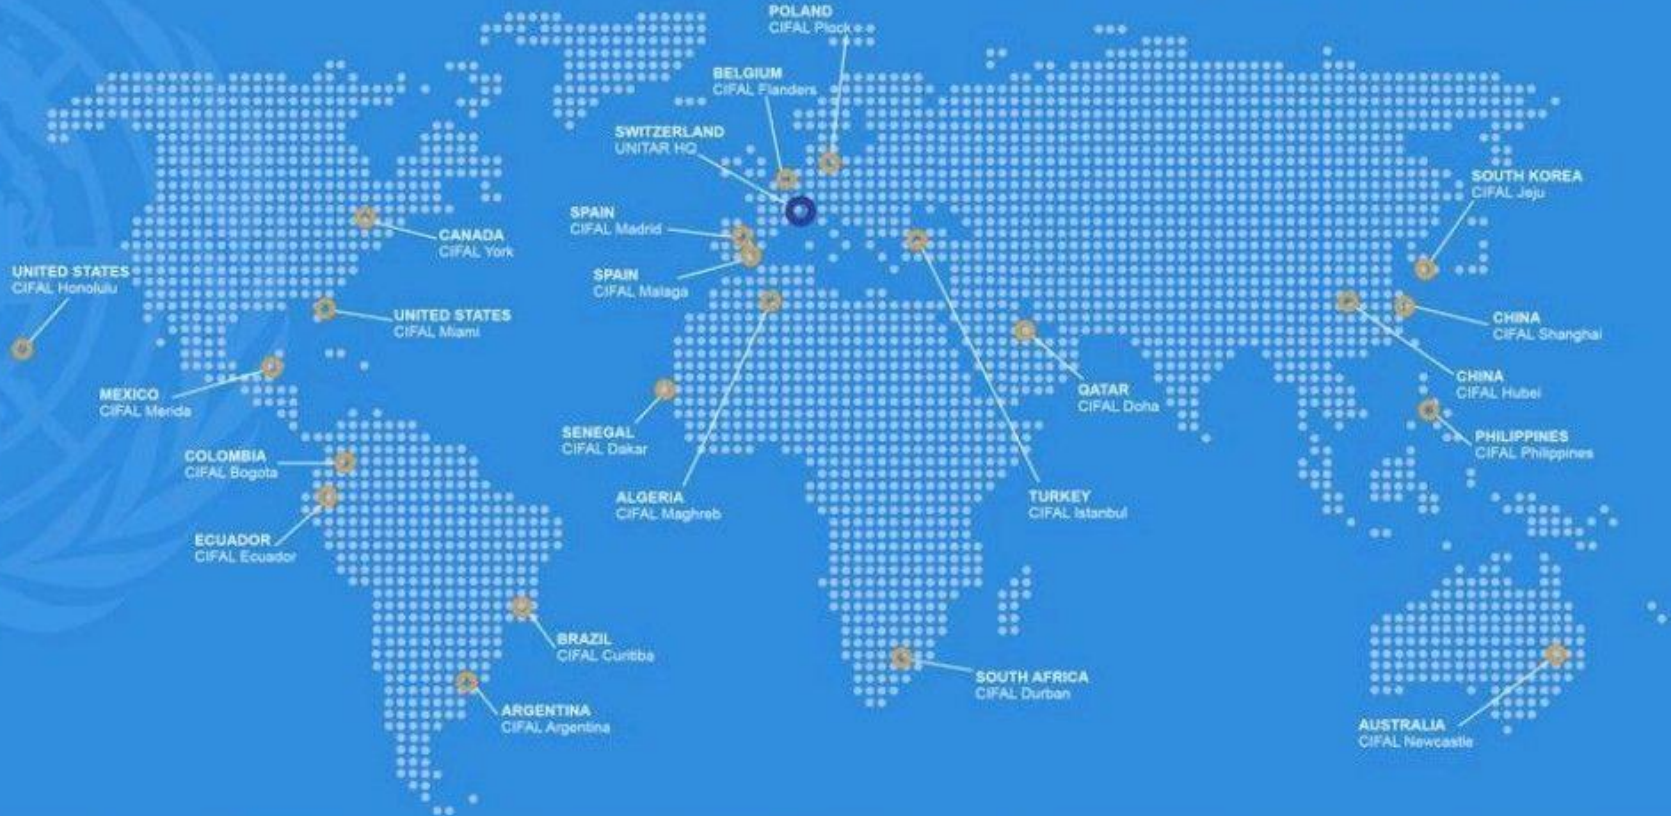 POLAND
CIFAL Plock
BELGIUM
CIFAL Flanders
SWITZERLAND
UNITAR HQ
SOUTH KOREA
CIFAL Jeju
SPAIN
CIFAL Madrid
CANADA
CIFAL York
UNITED STATES
CIFAL Honolulu
SPAIN
CIFAL Malaga
UNITED STATES
CIFAL Miami
CHINA
CIFAL Shanghai
CHINA
CIFAL Hubei
MEXICO
CIFAL Merida
QATAR
CIFAL Doha
SENEGAL
CIFAL Dakar
PHILIPPINES
CIFAL Philippines
COLOMBIA
CIFAL Bogota
ALGERIA
CIFAL Maghreb
TURKEY
CIFAL Istanbul
ECUADOR
CIFAL Ecuador
BRAZIL
CIFAL Curitiba
SOUTH AFRICA
CIFAL Durban
ARGENTINA
CIFAL Argentina
AUSTRALIA
CIFAL Newcastle